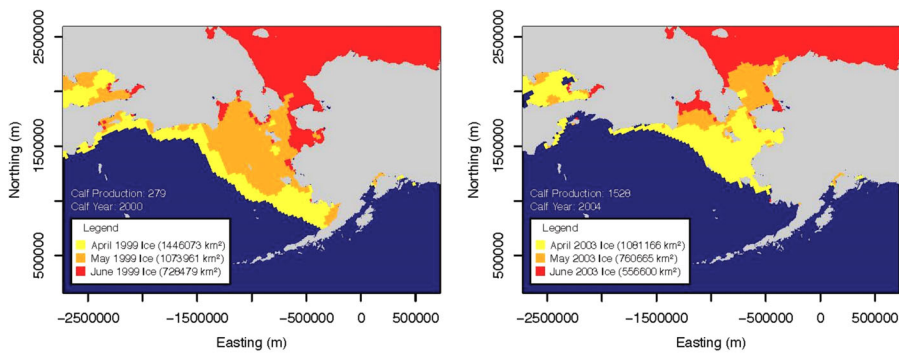 2500000
1500000
500000
Northing (m)
Calf Production: 279
Calf Year: 2000
Legend
April 1999 Ice (1446073 km²)
May 1999 Ice (1073961 km²)
June 1999 Ice (728479 km²)
−2500000 −1500000 −500000 0 500000
Easting (m)
2500000
1500000
500000
Northing (m)
Calf Production: 1528
Calf Year: 2004
Legend
April 2003 Ice (1081166 km²)
May 2003 Ice (760665 km²)
June 2003 Ice (556600 km²)
−2500000 −1500000 −500000 0 500000
Easting (m)